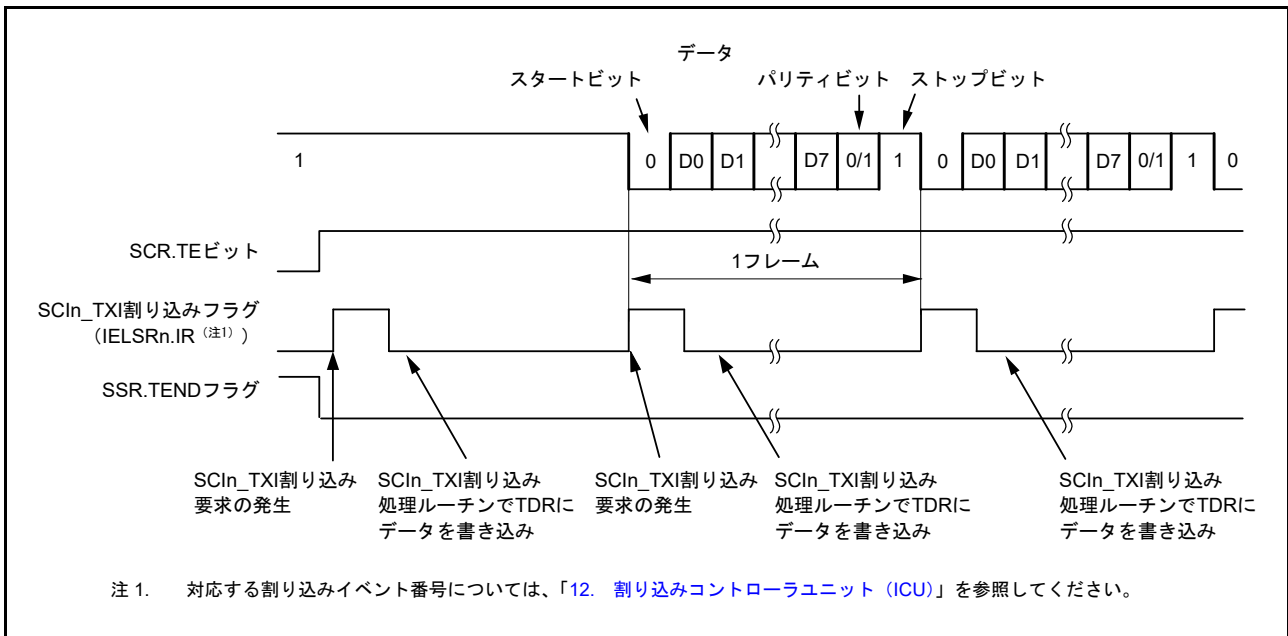 データ
スタートビット パリティビット ストップビット
1 0 D0 D1 D7 0/1 1 0 D0 D1 D7 0/1 1 0
SCR.TEビット
1フレーム
SCIn_TXI割り込みフラグ
(IELSRn.IR (注1) )
SSR.TENDフラグ
SCIn_TXI割り込み
要求の発生
SCIn_TXI割り込み
処理ルーチンでTDRに
データを書き込み
SCIn_TXI割り込み
要求の発生
SCIn_TXI割り込み
処理ルーチンでTDRに
データを書き込み
SCIn_TXI割り込み
処理ルーチンでTDRに
データを書き込み
注 1. 対応する割り込みイベント番号については、「12. 割り込みコントローラユニット（ICU）」を参照してください。